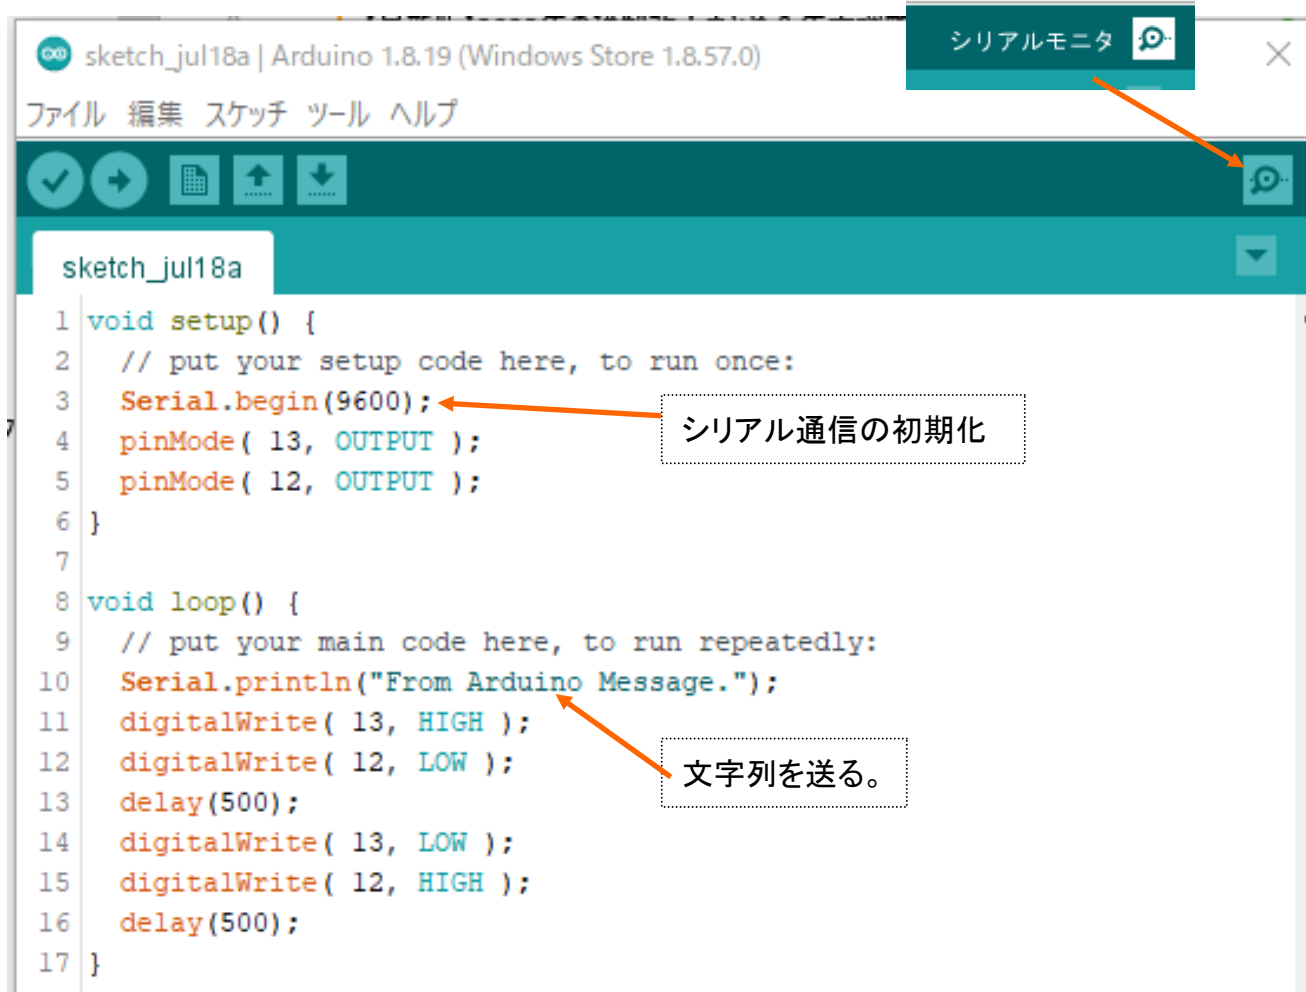 sketch_jul18a | Arduino 1.8.19 (Windows Store 1.8.57.0)
シリアルモニタ
ファイル 編集 スケッチ ツール ヘルプ
sketch_jul18a
1 void setup() {
2 // put your setup code here, to run once:
3 Serial.begin(9600);
シリアル通信の初期化
4 pinMode( 13, OUTPUT );
5 pinMode( 12, OUTPUT );
6 }
7
8 void loop() {
9 // put your main code here, to run repeatedly:
10 Serial.println("From Arduino Message.");
11 digitalWrite( 13, HIGH );
12 digitalWrite( 12, LOW );
文字列を送る。
13 delay(500);
14 digitalWrite( 13, LOW );
15 digitalWrite( 12, HIGH );
16 delay(500);
17 }